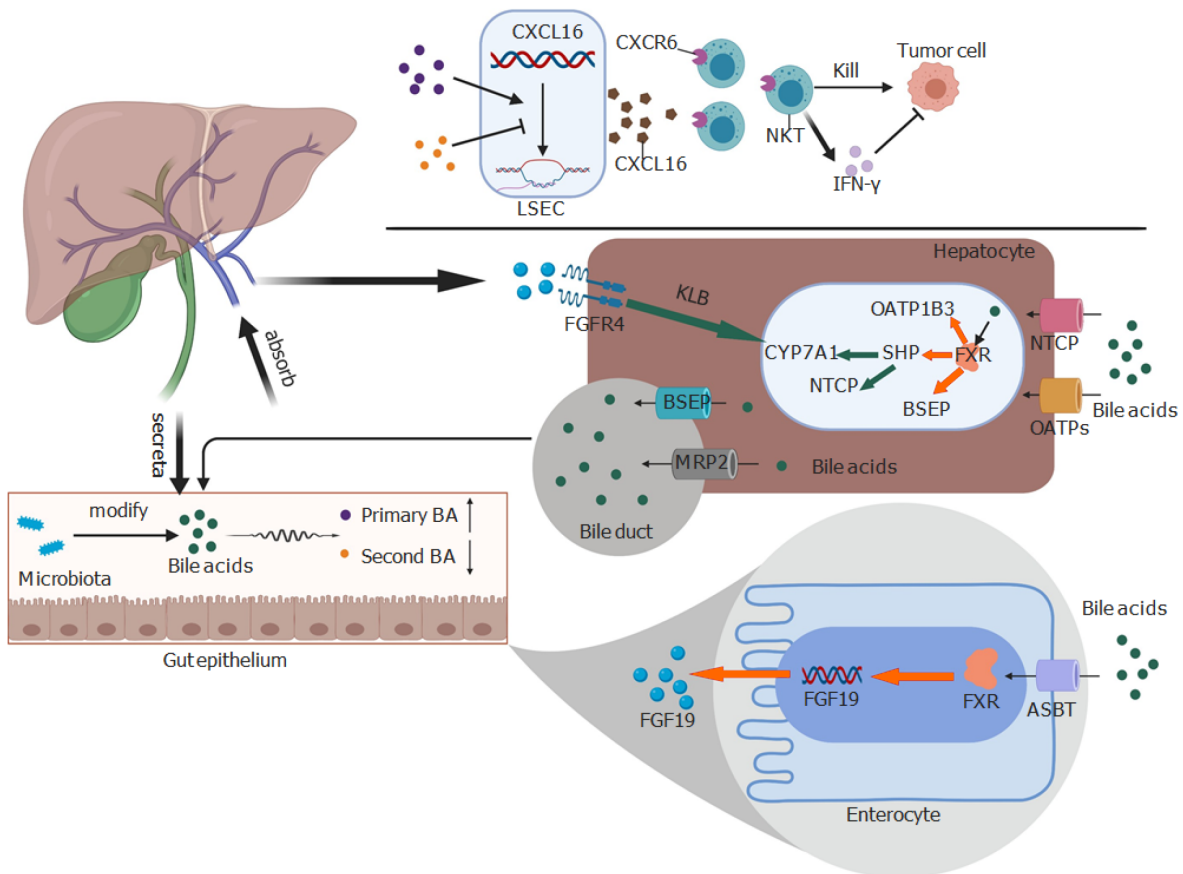 CXCL16
CXCR6
Tumor cell
Kill
NKT
CXCL16
IFN-γ
LSEC
Hepatocyte
KLB
FGFR4
OATP1B3
CYP7A1
SHP
FXR
NTCP
NTCP
BSEP
BSEP
Bile acids
OATPs
MRP2
Bile acids
Bile duct
absorb
secreta
modify
Primary BA
Second BA
Microbiota
Bile acids
Gut epithelium
Bile acids
FGF19
FGF19
FXR
ASBT
Enterocyte